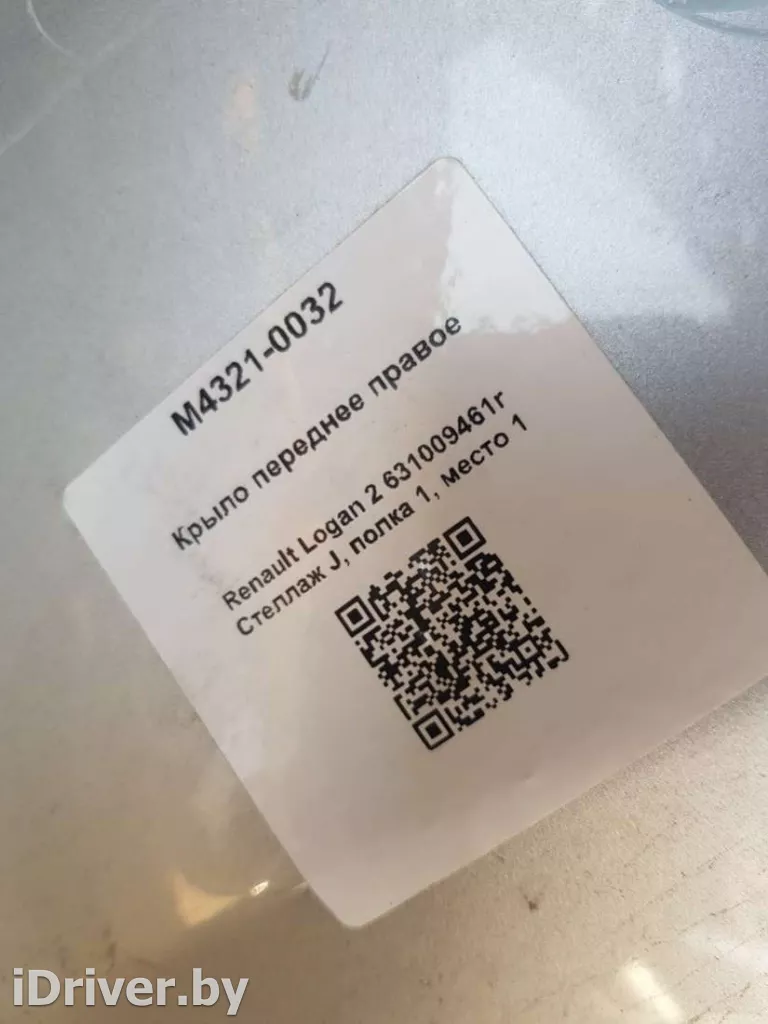 M4321-0032
Крыло переднее правое
Renault Logan 2 631009461r
Стеллаж J, полка 1, место 1
iDriver.by